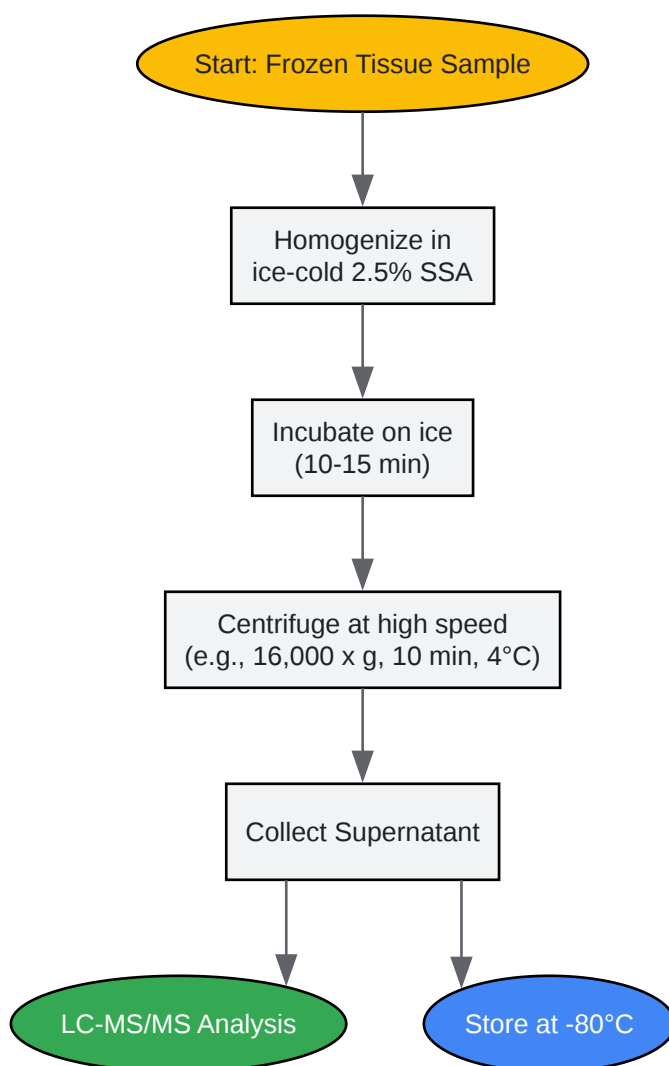 Start: Frozen Tissue Sample
Homogenize in
ice-cold 2.5% SSA
Incubate on ice
(10-15 min)
Centrifuge at high speed
(e.g., 16,000 x g, 10 min, 4°C)
Collect Supernatant
LC-MS/MS Analysis
Store at -80°C